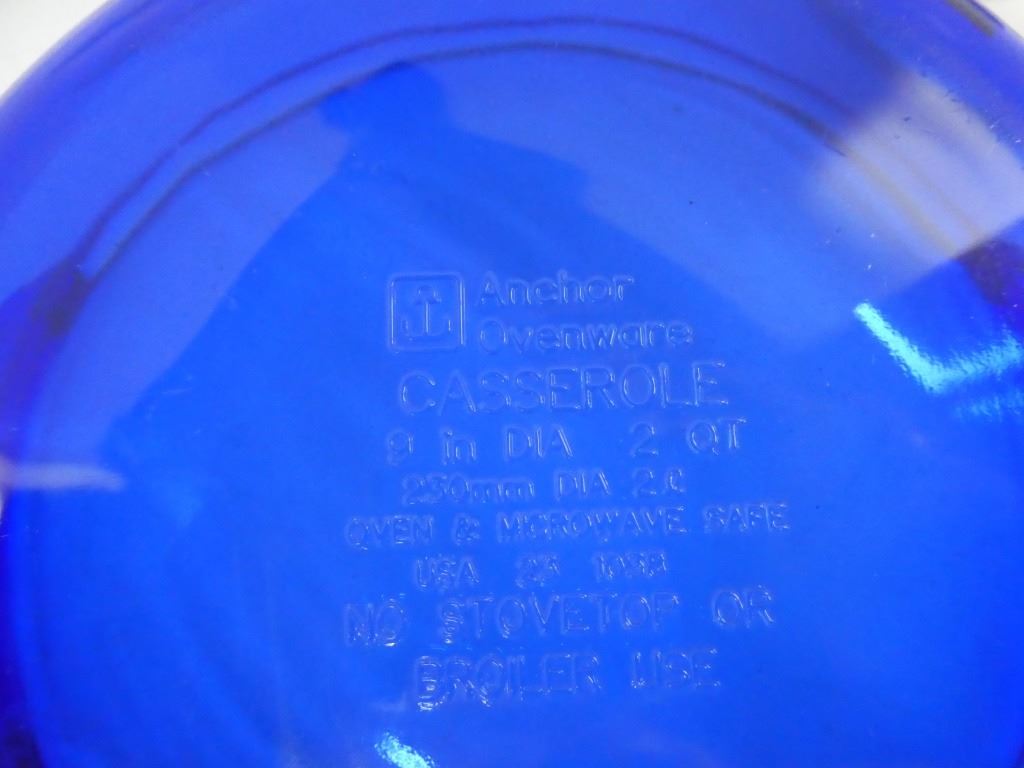 Anchor
Ovenware
CASSEROLE
9 in DIA 2 QT
250mm DIA 2.0
OVEN & MICROWAVE SAFE
USA
NO STOVETOP OR
BROILER USE